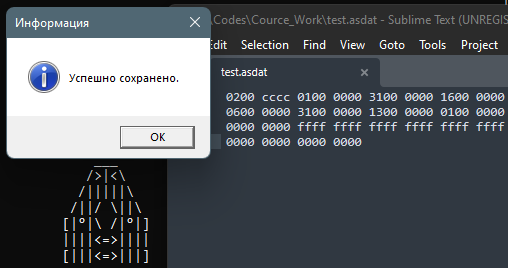 Информация
\Codes\Cource_Work\test.asdat - Sublime Text (UNREGIS
Edit Selection Find View Goto Tools Project
test.asdat
Успешно сохранено.
OK
0200 cccc 0100 0000 3100 0000 1600 0000
0600 0000 3100 0000 1300 0000 0100 0000
0000 0000 ffff ffff ffff ffff ffff ffff
0000 0000 0000 0000
___
/>|<\
/|||||\
/||/ \||\
[|°|\ /|°|]
||||<=>||||
[|||<=>|||]